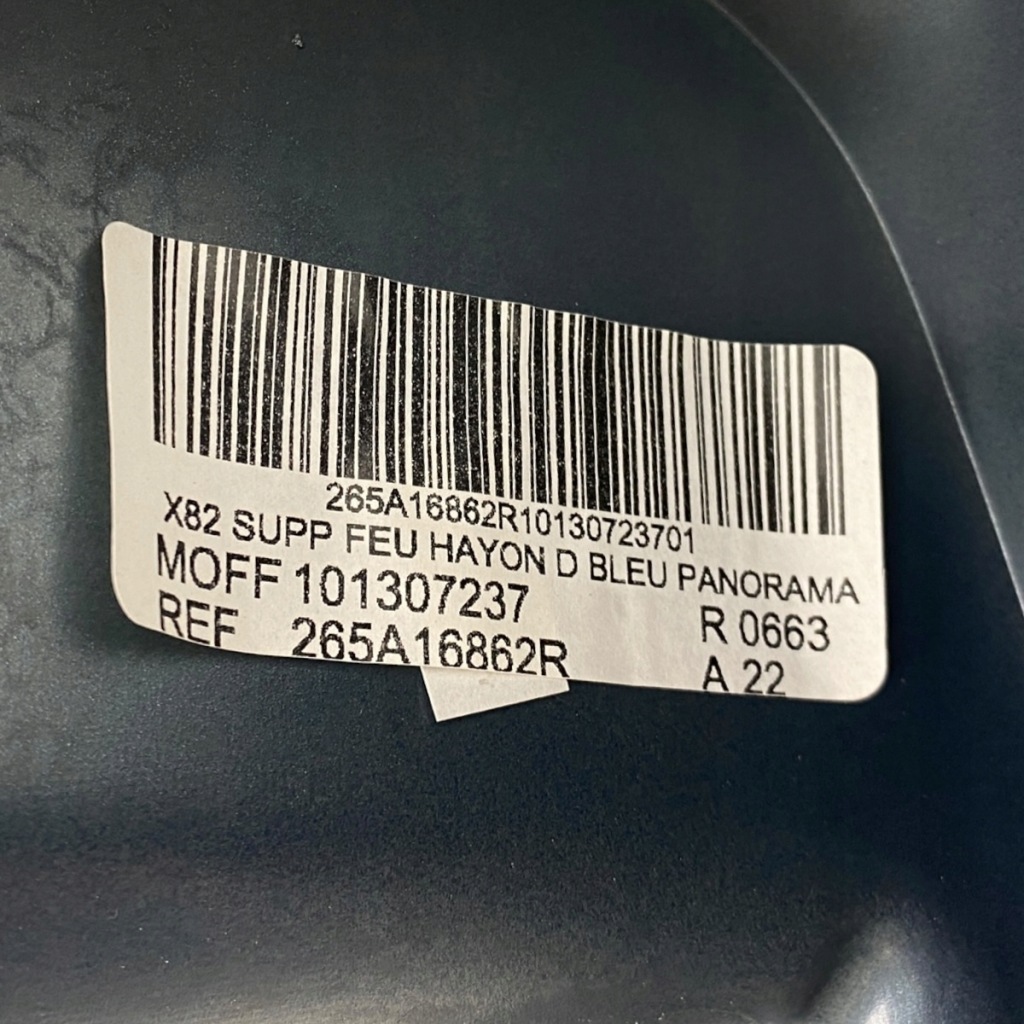 265A16862R10130723701
X82 SUPP FEU HAYON D BLEU PANORAMA
MOFF 101307237
R 0663
REF 265A16862R
A 22